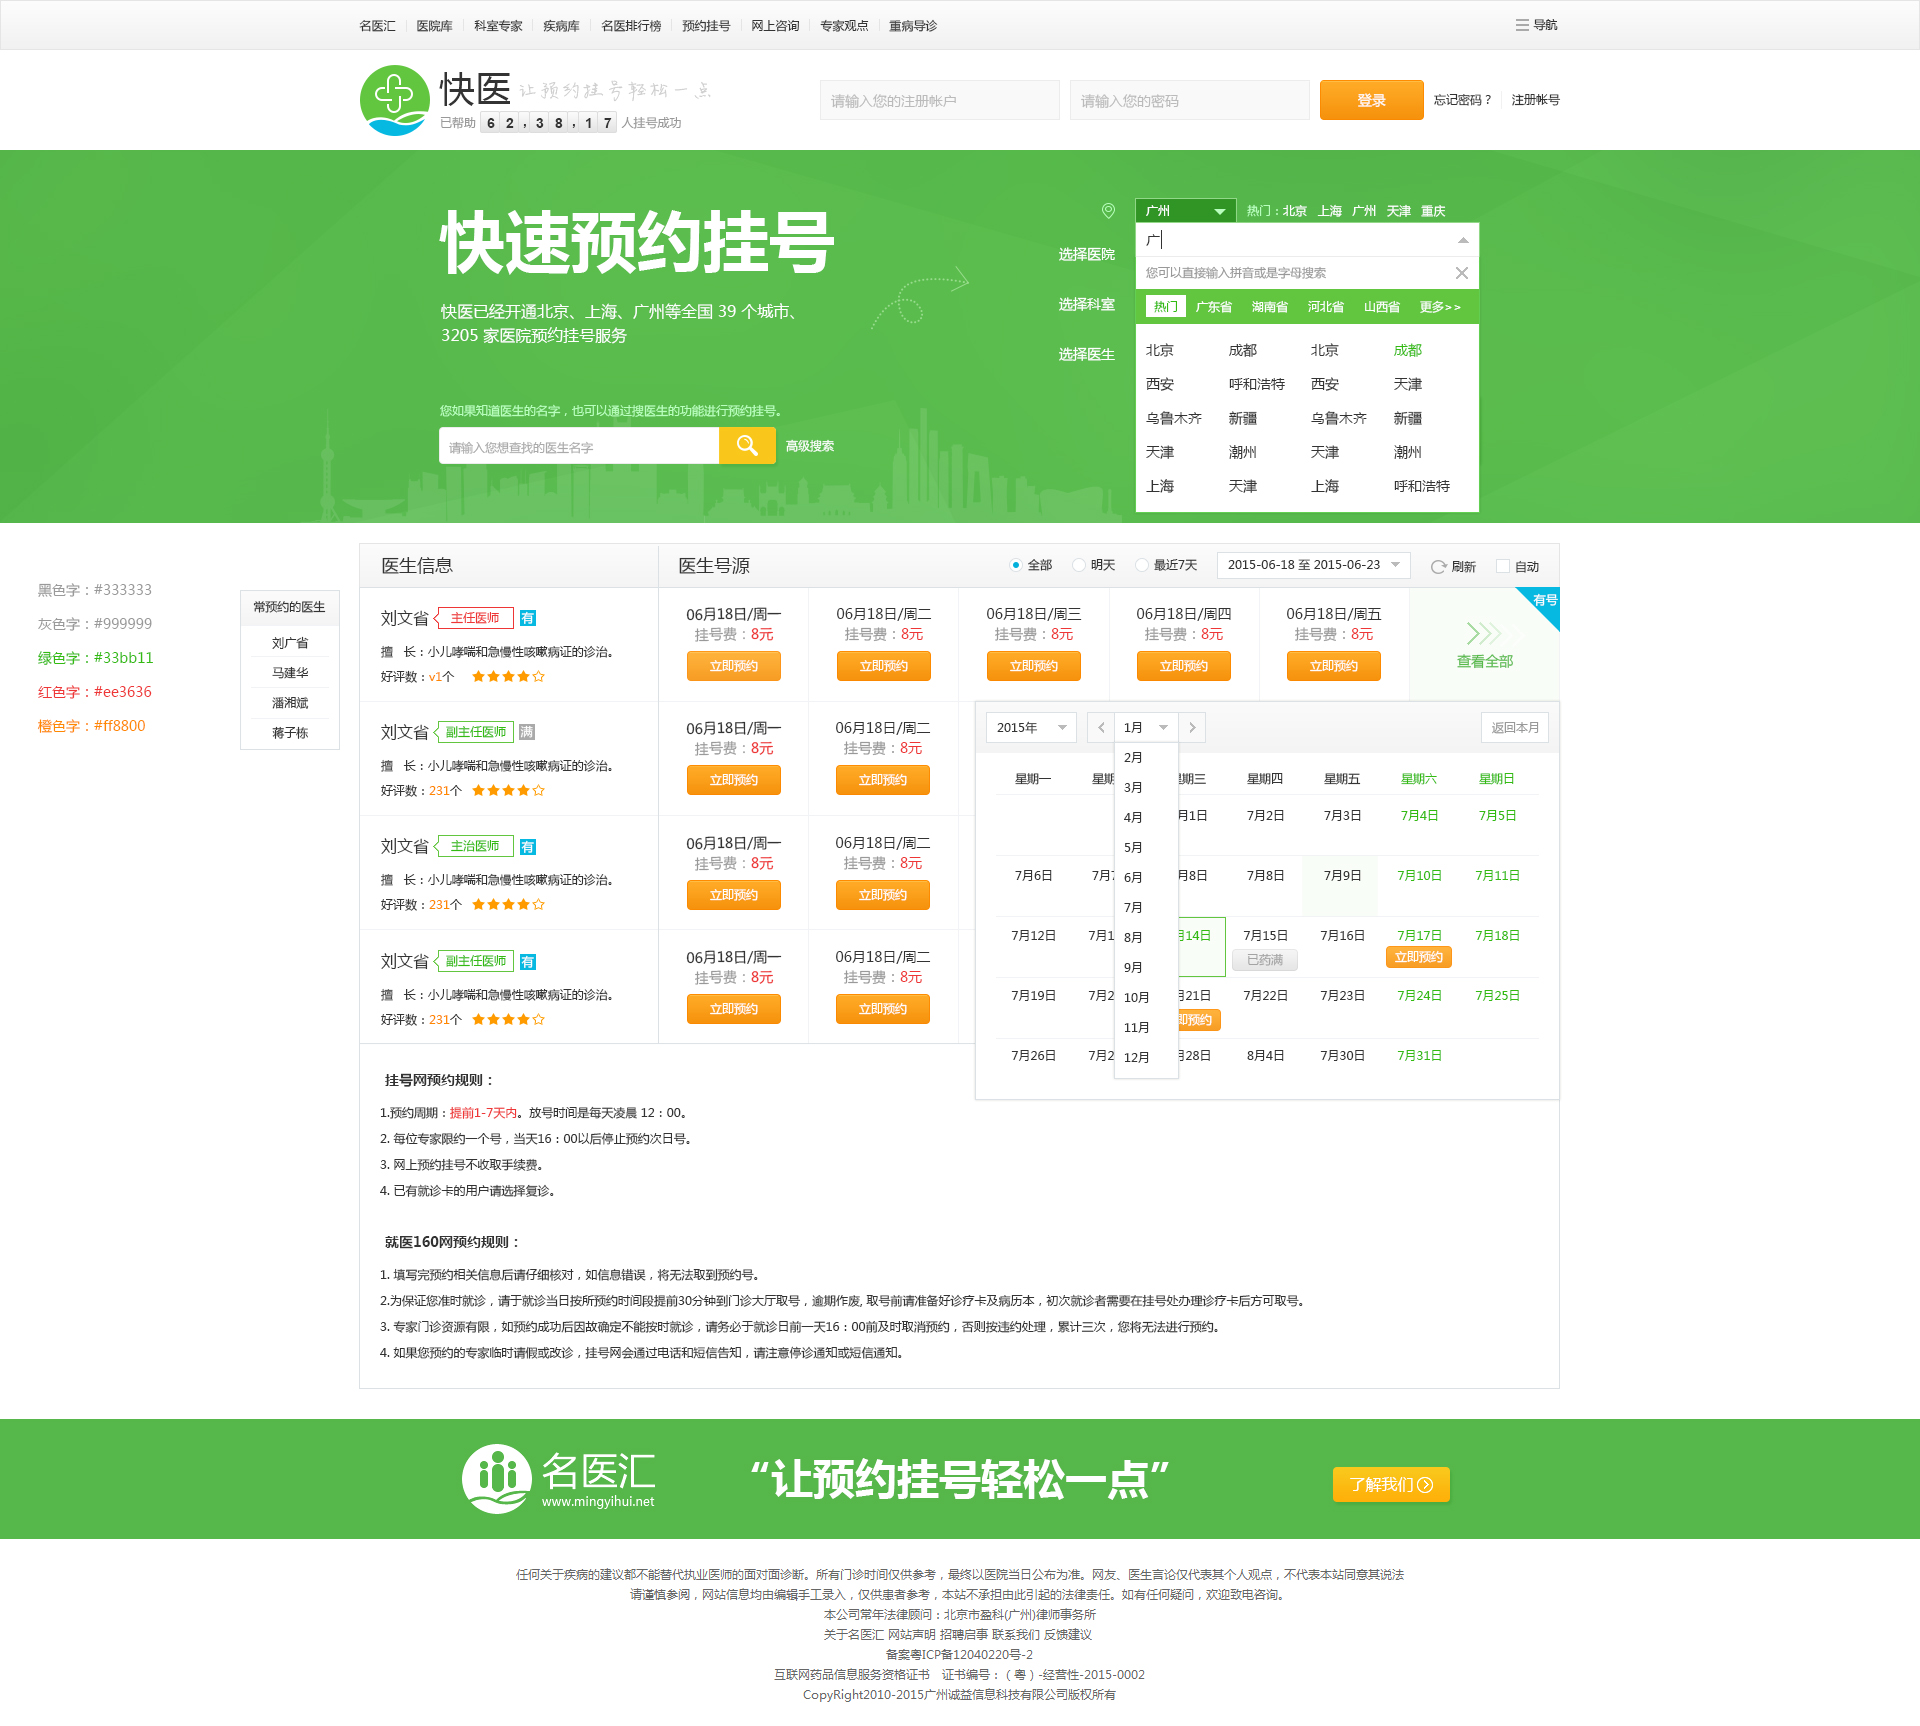 名医汇 医院库 科室专家 疾病库 名医排行榜 预约挂号 网上咨询 专家观点 重病导诊 导航
快医 让预约挂号轻松一点
已帮助 62,38,17 人挂号成功
请输入您的注册帐户 请输入您的密码 登录 忘记密码？ 注册帐号
快速预约挂号
快医已经开通北京、上海、广州等全国 39 个城市、
3205 家医院预约挂号服务
您如果知道医生的名字，也可以通过搜医生的功能进行预约挂号。
请输入您想查找的医生名字 高级搜索
广州 热门：北京 上海 广州 天津 重庆
选择医院 广
您可以直接输入拼音或是字母搜索
选择科室 热门 广东省 湖南省 河北省 山西省 更多>>
选择医生
北京 成都 北京 成都
西安 呼和浩特 西安 天津
乌鲁木齐 新疆 乌鲁木齐 新疆
天津 潮州 天津 潮州
上海 天津 上海 呼和浩特
黑色字：#333333
灰色字：#999999
绿色字：#33bb11
红色字：#ee3636
橙色字：#ff8800
常预约的医生
刘广省
马建华
潘湘斌
蒋子栋
医生信息 医生号源 全部 明天 最近7天 2015-06-18 至 2015-06-23 刷新 自动
刘文省 主任医师 有
擅 长：小儿哮喘和急慢性咳嗽病证的诊治。
好评数：v1个
06月18日/周一 06月18日/周二 06月18日/周三 06月18日/周四 06月18日/周五 有号
挂号费：8元 挂号费：8元 挂号费：8元 挂号费：8元 挂号费：8元
立即预约 立即预约 立即预约 立即预约 立即预约 查看全部
刘文省 副主任医师 满
擅 长：小儿哮喘和急慢性咳嗽病证的诊治。
好评数：231个
06月18日/周一 06月18日/周二
挂号费：8元 挂号费：8元
立即预约 立即预约
刘文省 主治医师 有
擅 长：小儿哮喘和急慢性咳嗽病证的诊治。
好评数：231个
06月18日/周一 06月18日/周二
挂号费：8元 挂号费：8元
立即预约 立即预约
刘文省 副主任医师 有
擅 长：小儿哮喘和急慢性咳嗽病证的诊治。
好评数：231个
06月18日/周一 06月18日/周二
挂号费：8元 挂号费：8元
立即预约 立即预约
2015年 1月 返回本月
2月
3月
4月
5月
6月
7月
8月
9月
10月
11月
12月
星期一 星期 期三 星期四 星期五 星期六 星期日
月1日 7月2日 7月3日 7月4日 7月5日
7月6日 7月7 月8日 7月8日 7月9日 7月10日 7月11日
7月12日 7月1 月14日 7月15日 7月16日 7月17日 7月18日
已药满 立即预约
7月19日 7月2 月21日 7月22日 7月23日 7月24日 7月25日
即预约
7月26日 7月2 月28日 8月4日 7月30日 7月31日
挂号网预约规则：
1.预约周期：提前1-7天内。放号时间是每天凌晨 12：00。
2. 每位专家限约一个号，当天16：00以后停止预约次日号。
3. 网上预约挂号不收取手续费。
4. 已有就诊卡的用户请选择复诊。
就医160网预约规则：
1. 填写完预约相关信息后请仔细核对，如信息错误，将无法取到预约号。
2.为保证您准时就诊，请于就诊当日按所预约时间段提前30分钟到门诊大厅取号，逾期作废, 取号前请准备好诊疗卡及病历本，初次就诊者需要在挂号处办理诊疗卡后方可取号。
3. 专家门诊资源有限，如预约成功后因故确定不能按时就诊，请务必于就诊日前一天16：00前及时取消预约，否则按违约处理，累计三次，您将无法进行预约。
4. 如果您预约的专家临时请假或改诊，挂号网会通过电话和短信告知，请注意停诊通知或短信通知。
名医汇
www.mingyihui.net
“让预约挂号轻松一点”
了解我们
任何关于疾病的建议都不能替代执业医师的面对面诊断。所有门诊时间仅供参考，最终以医院当日公布为准。网友、医生言论仅代表其个人观点，不代表本站同意其说法
请谨慎参阅，网站信息均由编辑手工录入，仅供患者参考，本站不承担由此引起的法律责任。如有任何疑问，欢迎致电咨询。
本公司常年法律顾问：北京市盈科(广州)律师事务所
关于名医汇 网站声明 招聘启事 联系我们 反馈建议
备案粤ICP备12040220号-2
互联网药品信息服务资格证书 证书编号：（粤）-经营性-2015-0002
CopyRight2010-2015广州诚益信息科技有限公司版权所有